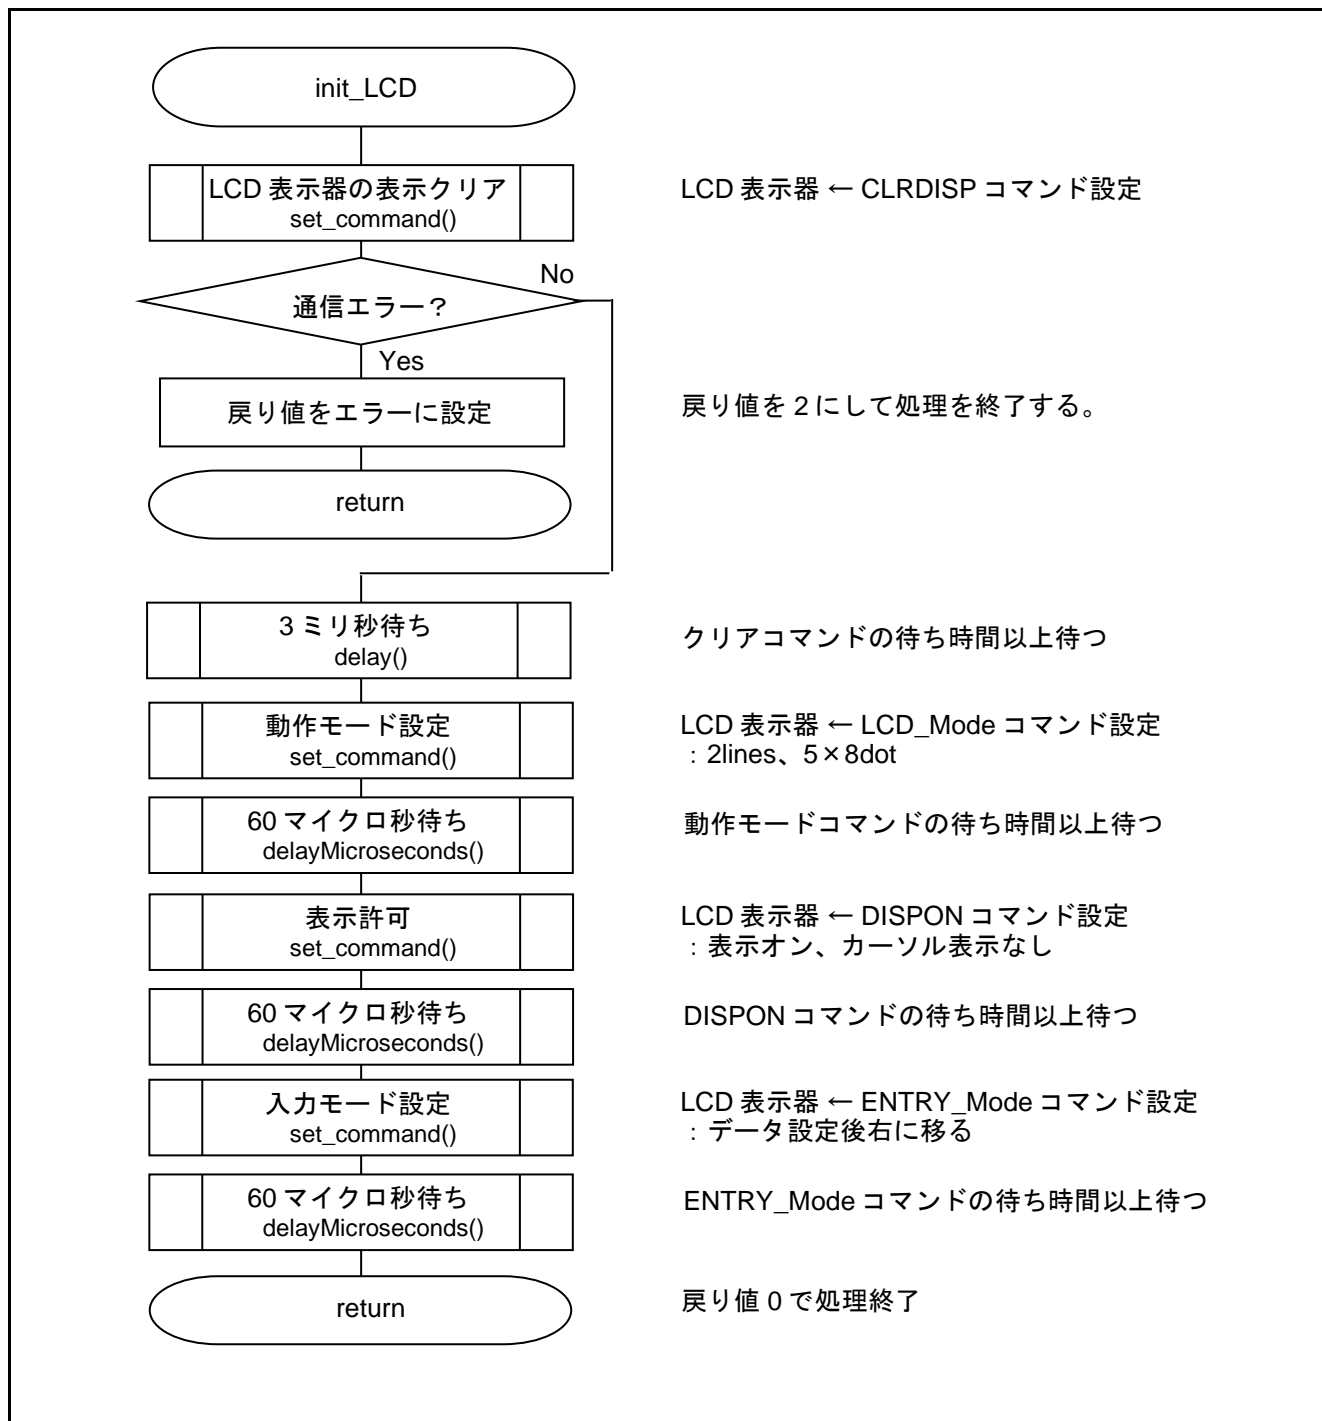 init_LCD
LCD 表示器の表示クリア
set_command()
LCD 表示器 ← CLRDISP コマンド設定
No
通信エラー?
Yes
戻り値をエラーに設定
戻り値を 2 にして処理を終了する。
return
3 ミリ秒待ち
delay()
クリアコマンドの待ち時間以上待つ
動作モード設定
set_command()
LCD 表示器 ← LCD_Mode コマンド設定
:2lines、5×8dot
60 マイクロ秒待ち
delayMicroseconds()
動作モードコマンドの待ち時間以上待つ
表示許可
set_command()
LCD 表示器 ← DISPON コマンド設定
:表示オン、カーソル表示なし
60 マイクロ秒待ち
delayMicroseconds()
DISPON コマンドの待ち時間以上待つ
入力モード設定
set_command()
LCD 表示器 ← ENTRY_Mode コマンド設定
:データ設定後右に移る
60 マイクロ秒待ち
delayMicroseconds()
ENTRY_Mode コマンドの待ち時間以上待つ
return
戻り値 0 で処理終了